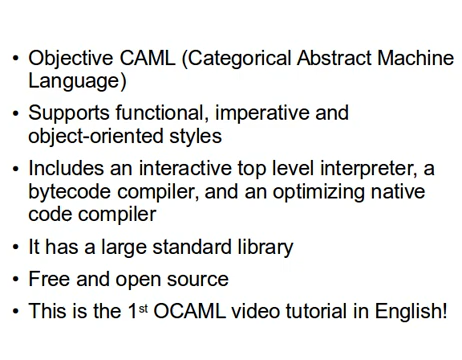 • Objective CAML (Categorical Abstract Machine
Language)
• Supports functional, imperative and
object-oriented styles
• Includes an interactive top level interpreter, a
bytecode compiler, and an optimizing native
code compiler
• It has a large standard library
• Free and open source
• This is the 1st OCAML video tutorial in English!